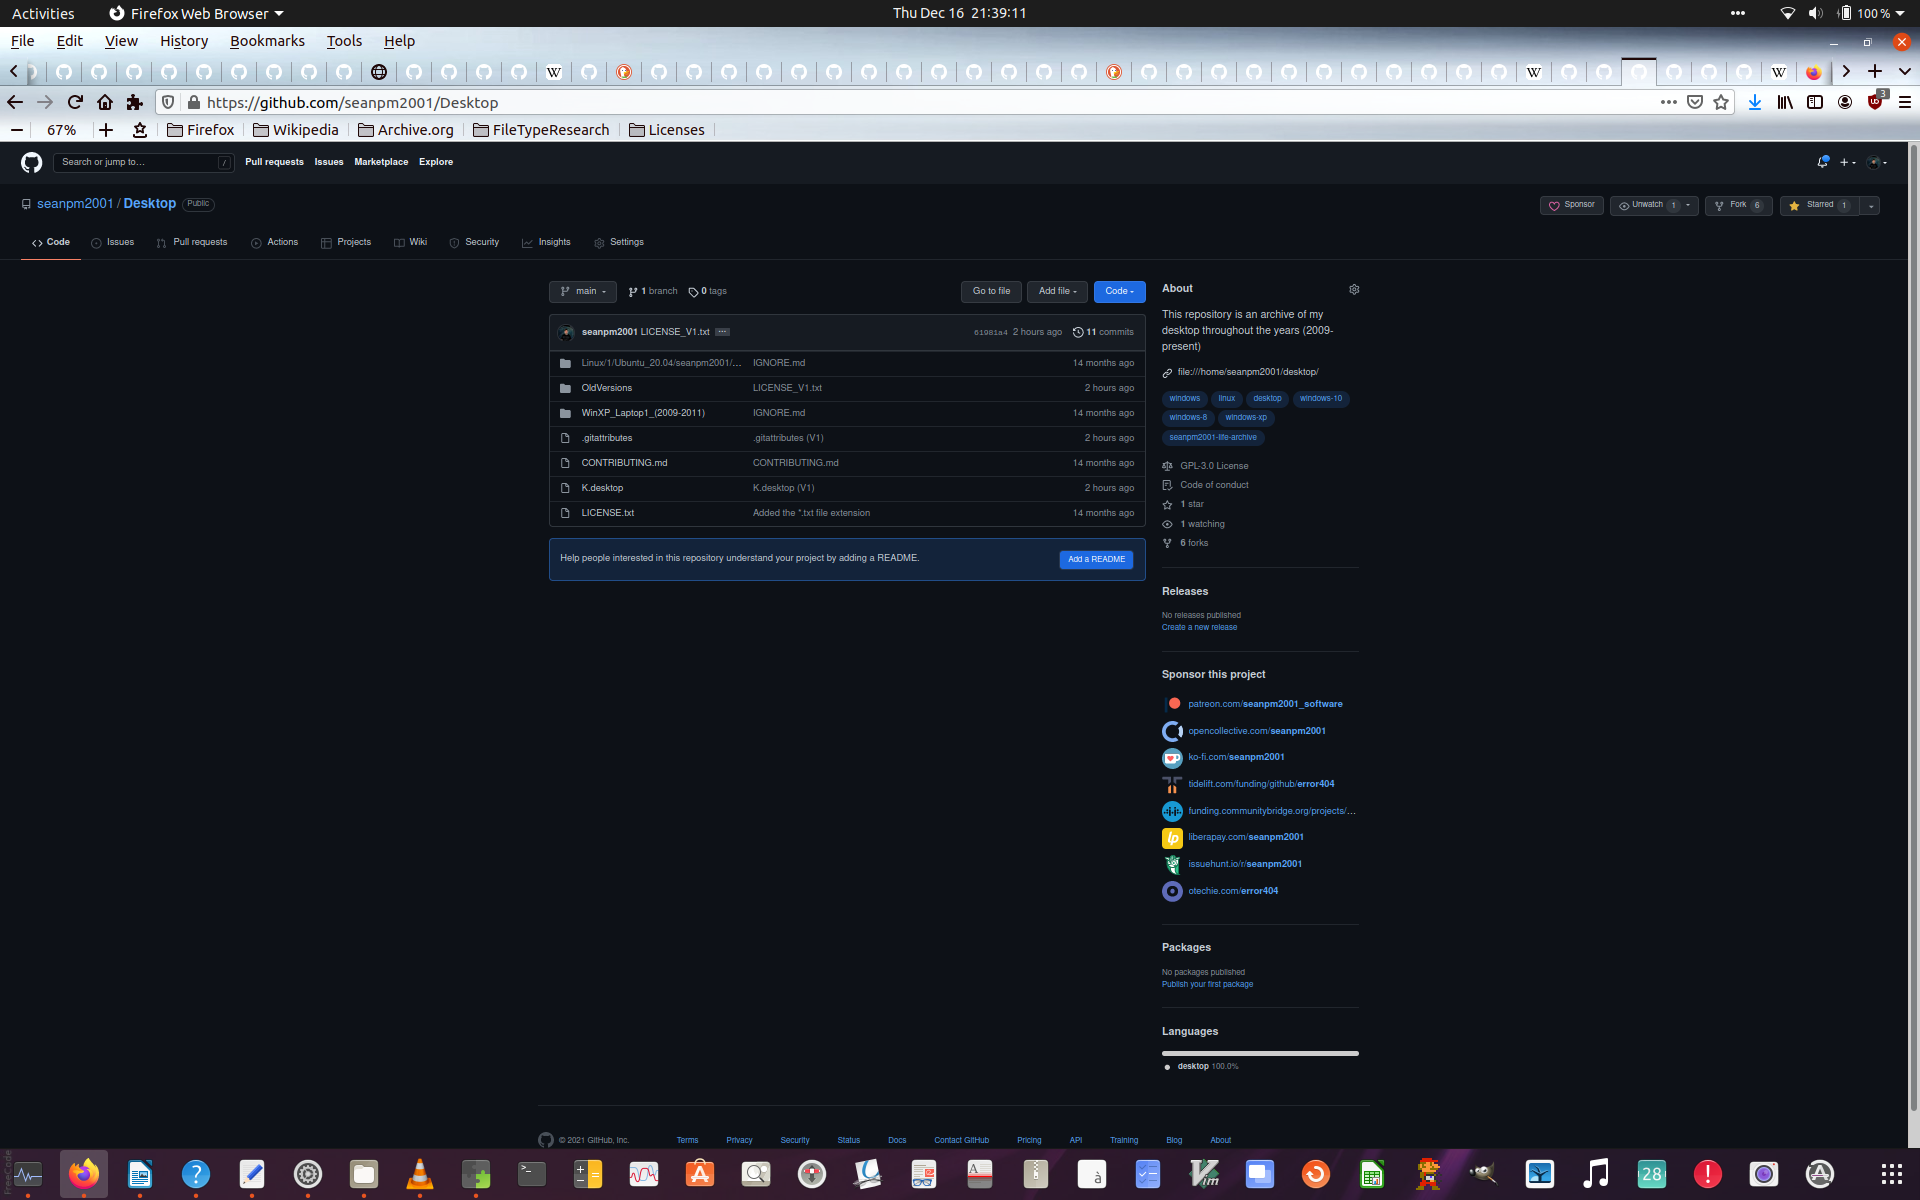 Activities Firefox Web Browser Thu Dec 16 21:39:11 100 %
File Edit View History Bookmarks Tools Help
https://github.com/seanpm2001/Desktop 3
67% Firefox Wikipedia Archive.org FileTypeResearch Licenses
Search or jump to… / Pull requests Issues Marketplace Explore
seanpm2001 / Desktop Public Sponsor Unwatch 1 Fork 6 Starred 1
Code Issues Pull requests Actions Projects Wiki Security Insights Settings
main 1 branch 0 tags Go to file Add file Code
seanpm2001 LICENSE_V1.txt 61981a4 2 hours ago 11 commits
Linux/1/Ubuntu_20.04/seanpm2001/… IGNORE.md 14 months ago
OldVersions LICENSE_V1.txt 2 hours ago
WinXP_Laptop1_(2009-2011) IGNORE.md 14 months ago
.gitattributes .gitattributes (V1) 2 hours ago
CONTRIBUTING.md CONTRIBUTING.md 14 months ago
K.desktop K.desktop (V1) 2 hours ago
LICENSE.txt Added the *.txt file extension 14 months ago
Help people interested in this repository understand your project by adding a README. Add a README
About
This repository is an archive of my
desktop throughout the years (2009-
present)
file:///home/seanpm2001/desktop/
windows linux desktop windows-10
windows-8 windows-xp
seanpm2001-life-archive
GPL-3.0 License
Code of conduct
1 star
1 watching
6 forks
Releases
No releases published
Create a new release
Sponsor this project
patreon.com/seanpm2001_software
opencollective.com/seanpm2001
ko-fi.com/seanpm2001
tidelift.com/funding/github/error404
funding.communitybridge.org/projects/…
liberapay.com/seanpm2001
issuehunt.io/r/seanpm2001
otechie.com/error404
Packages
No packages published
Publish your first package
Languages
desktop 100.0%
© 2021 GitHub, Inc. Terms Privacy Security Status Docs Contact GitHub Pricing API Training Blog About
28